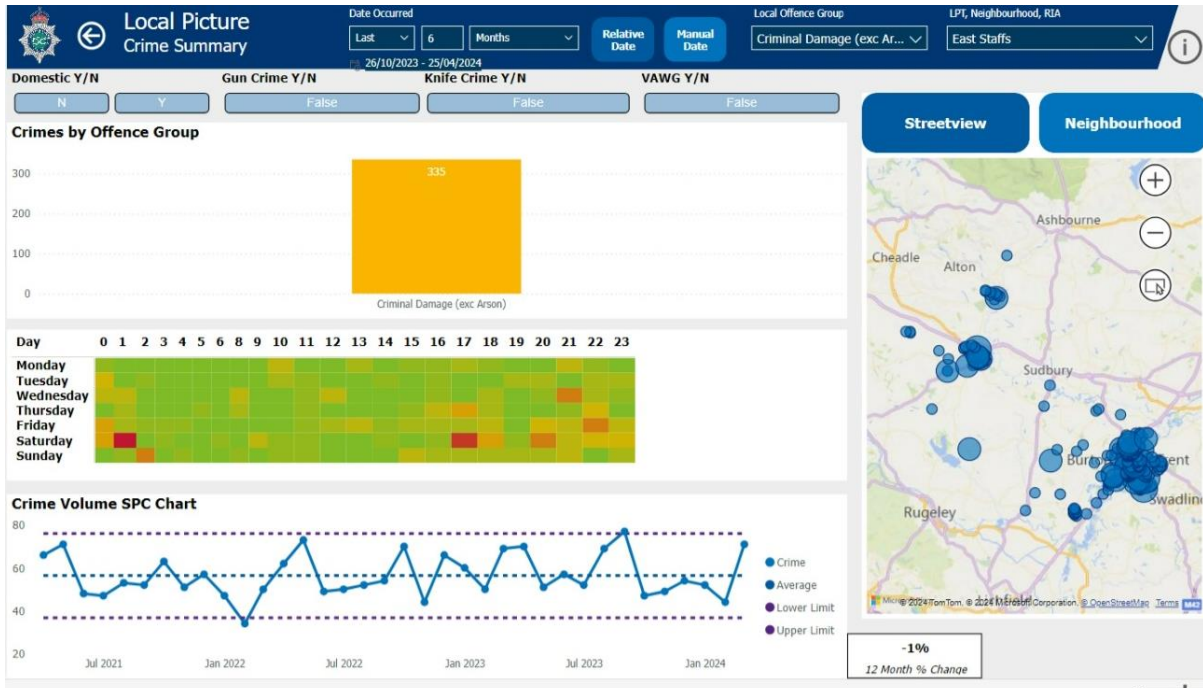 Local Picture
Crime Summary
Date Occurred
Last 6 Months
26/10/2023 - 25/04/2024
Relative Date
Manual Date
Local Offence Group
Criminal Damage (exc Ar...
LPT, Neighbourhood, RIA
East Staffs
Domestic Y/N Gun Crime Y/N Knife Crime Y/N VAWG Y/N
N Y False False False
Streetview Neighbourhood
Crimes by Offence Group
300
200
100
0
335
Criminal Damage (exc Arson)
Day 0 1 2 3 4 5 6 8 9 10 11 12 13 14 15 16 17 18 19 20 21 22 23
Monday
Tuesday
Wednesday
Thursday
Friday
Saturday
Sunday
Crime Volume SPC Chart
80
60
40
20
Jul 2021 Jan 2022 Jul 2022 Jan 2023 Jul 2023 Jan 2024
Crime
Average
Lower Limit
Upper Limit
Ashbourne
Cheadle
Alton
Sudbury
Rugeley
© 2024 TomTom, © 2024 Microsoft Corporation, © OpenStreetMap Terms
M42
-1%
12 Month % Change